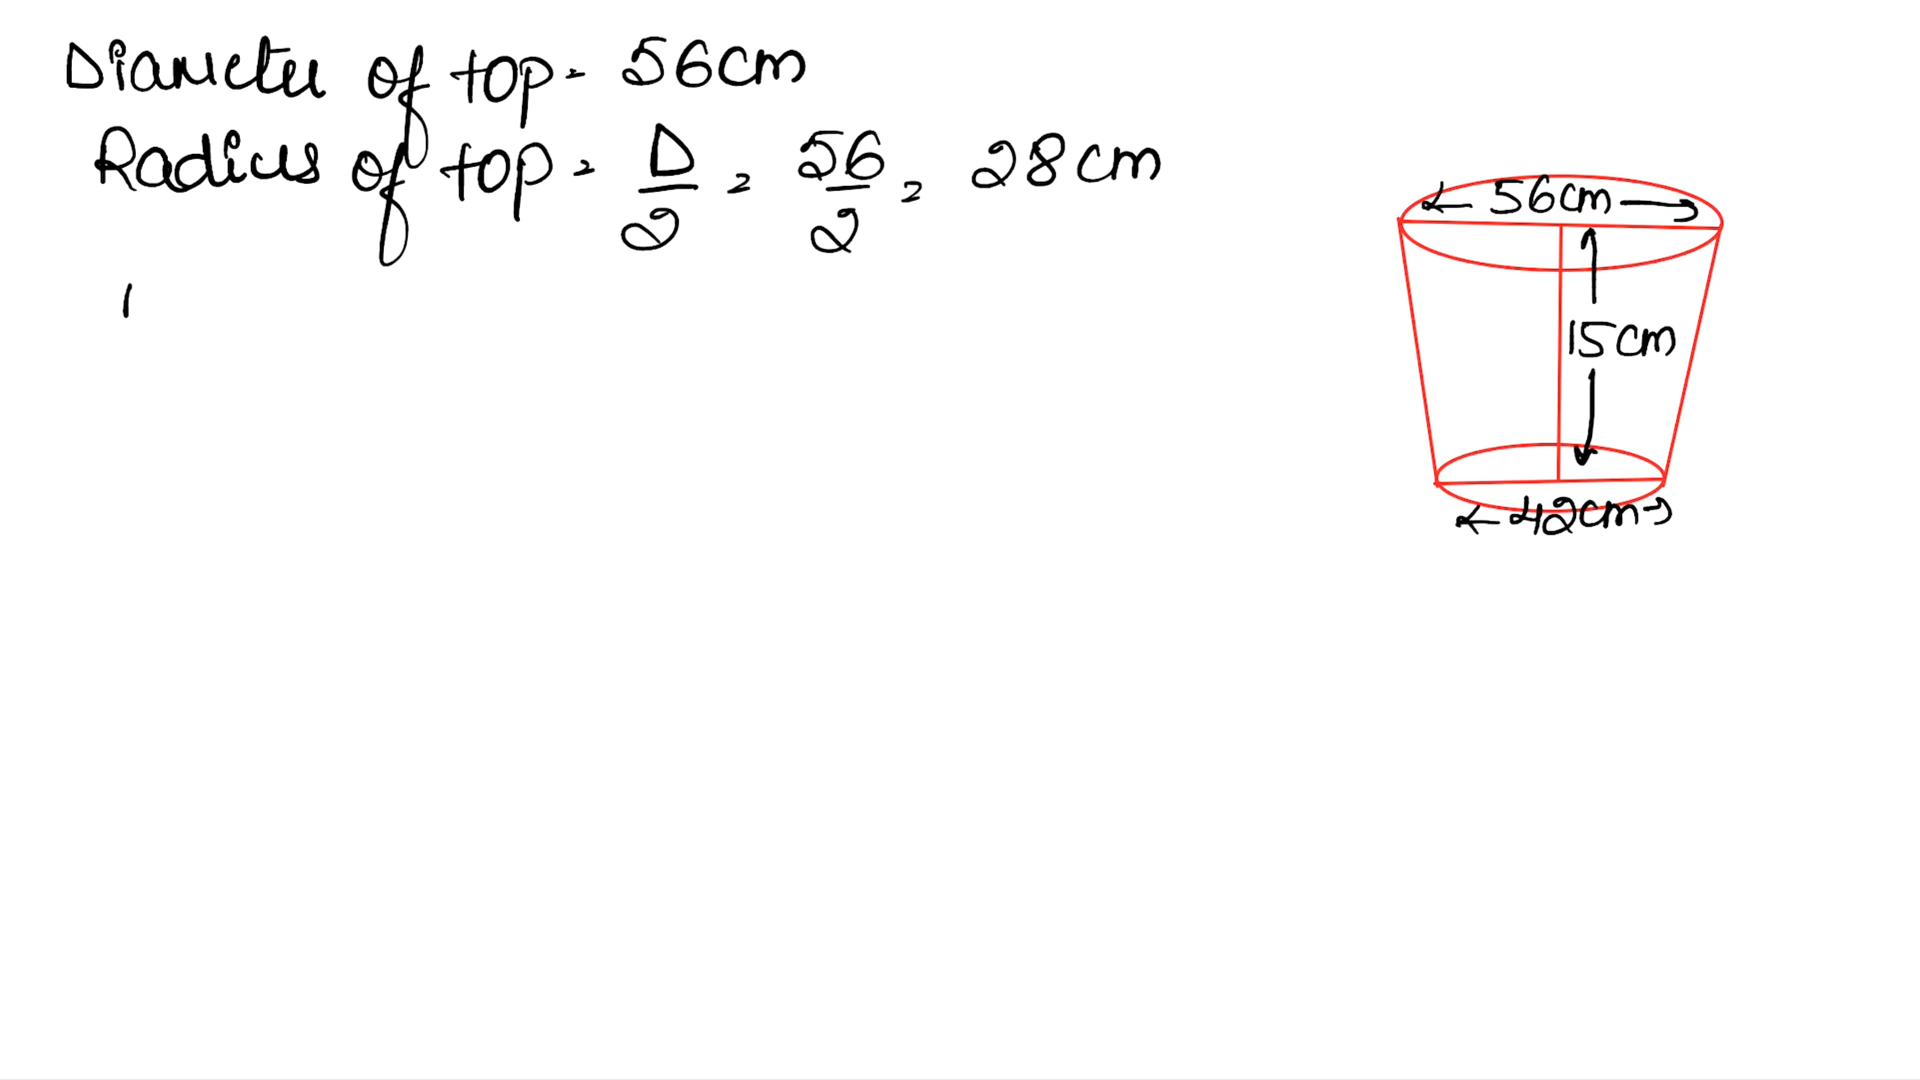 Diameter of top = 56cm
Radius of top = D/2 = 56/2 = 28cm
56cm
15cm
42cm